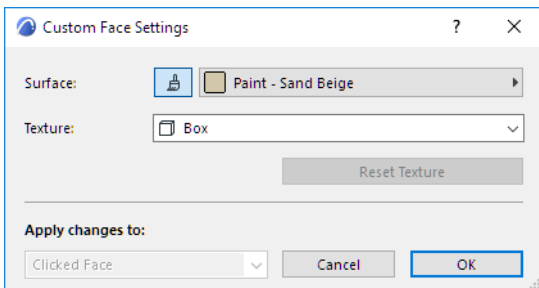 Custom Face Settings
?
Surface:
Paint - Sand Beige
Texture:
Box
Reset Texture
Apply changes to:
Clicked Face
Cancel
OK